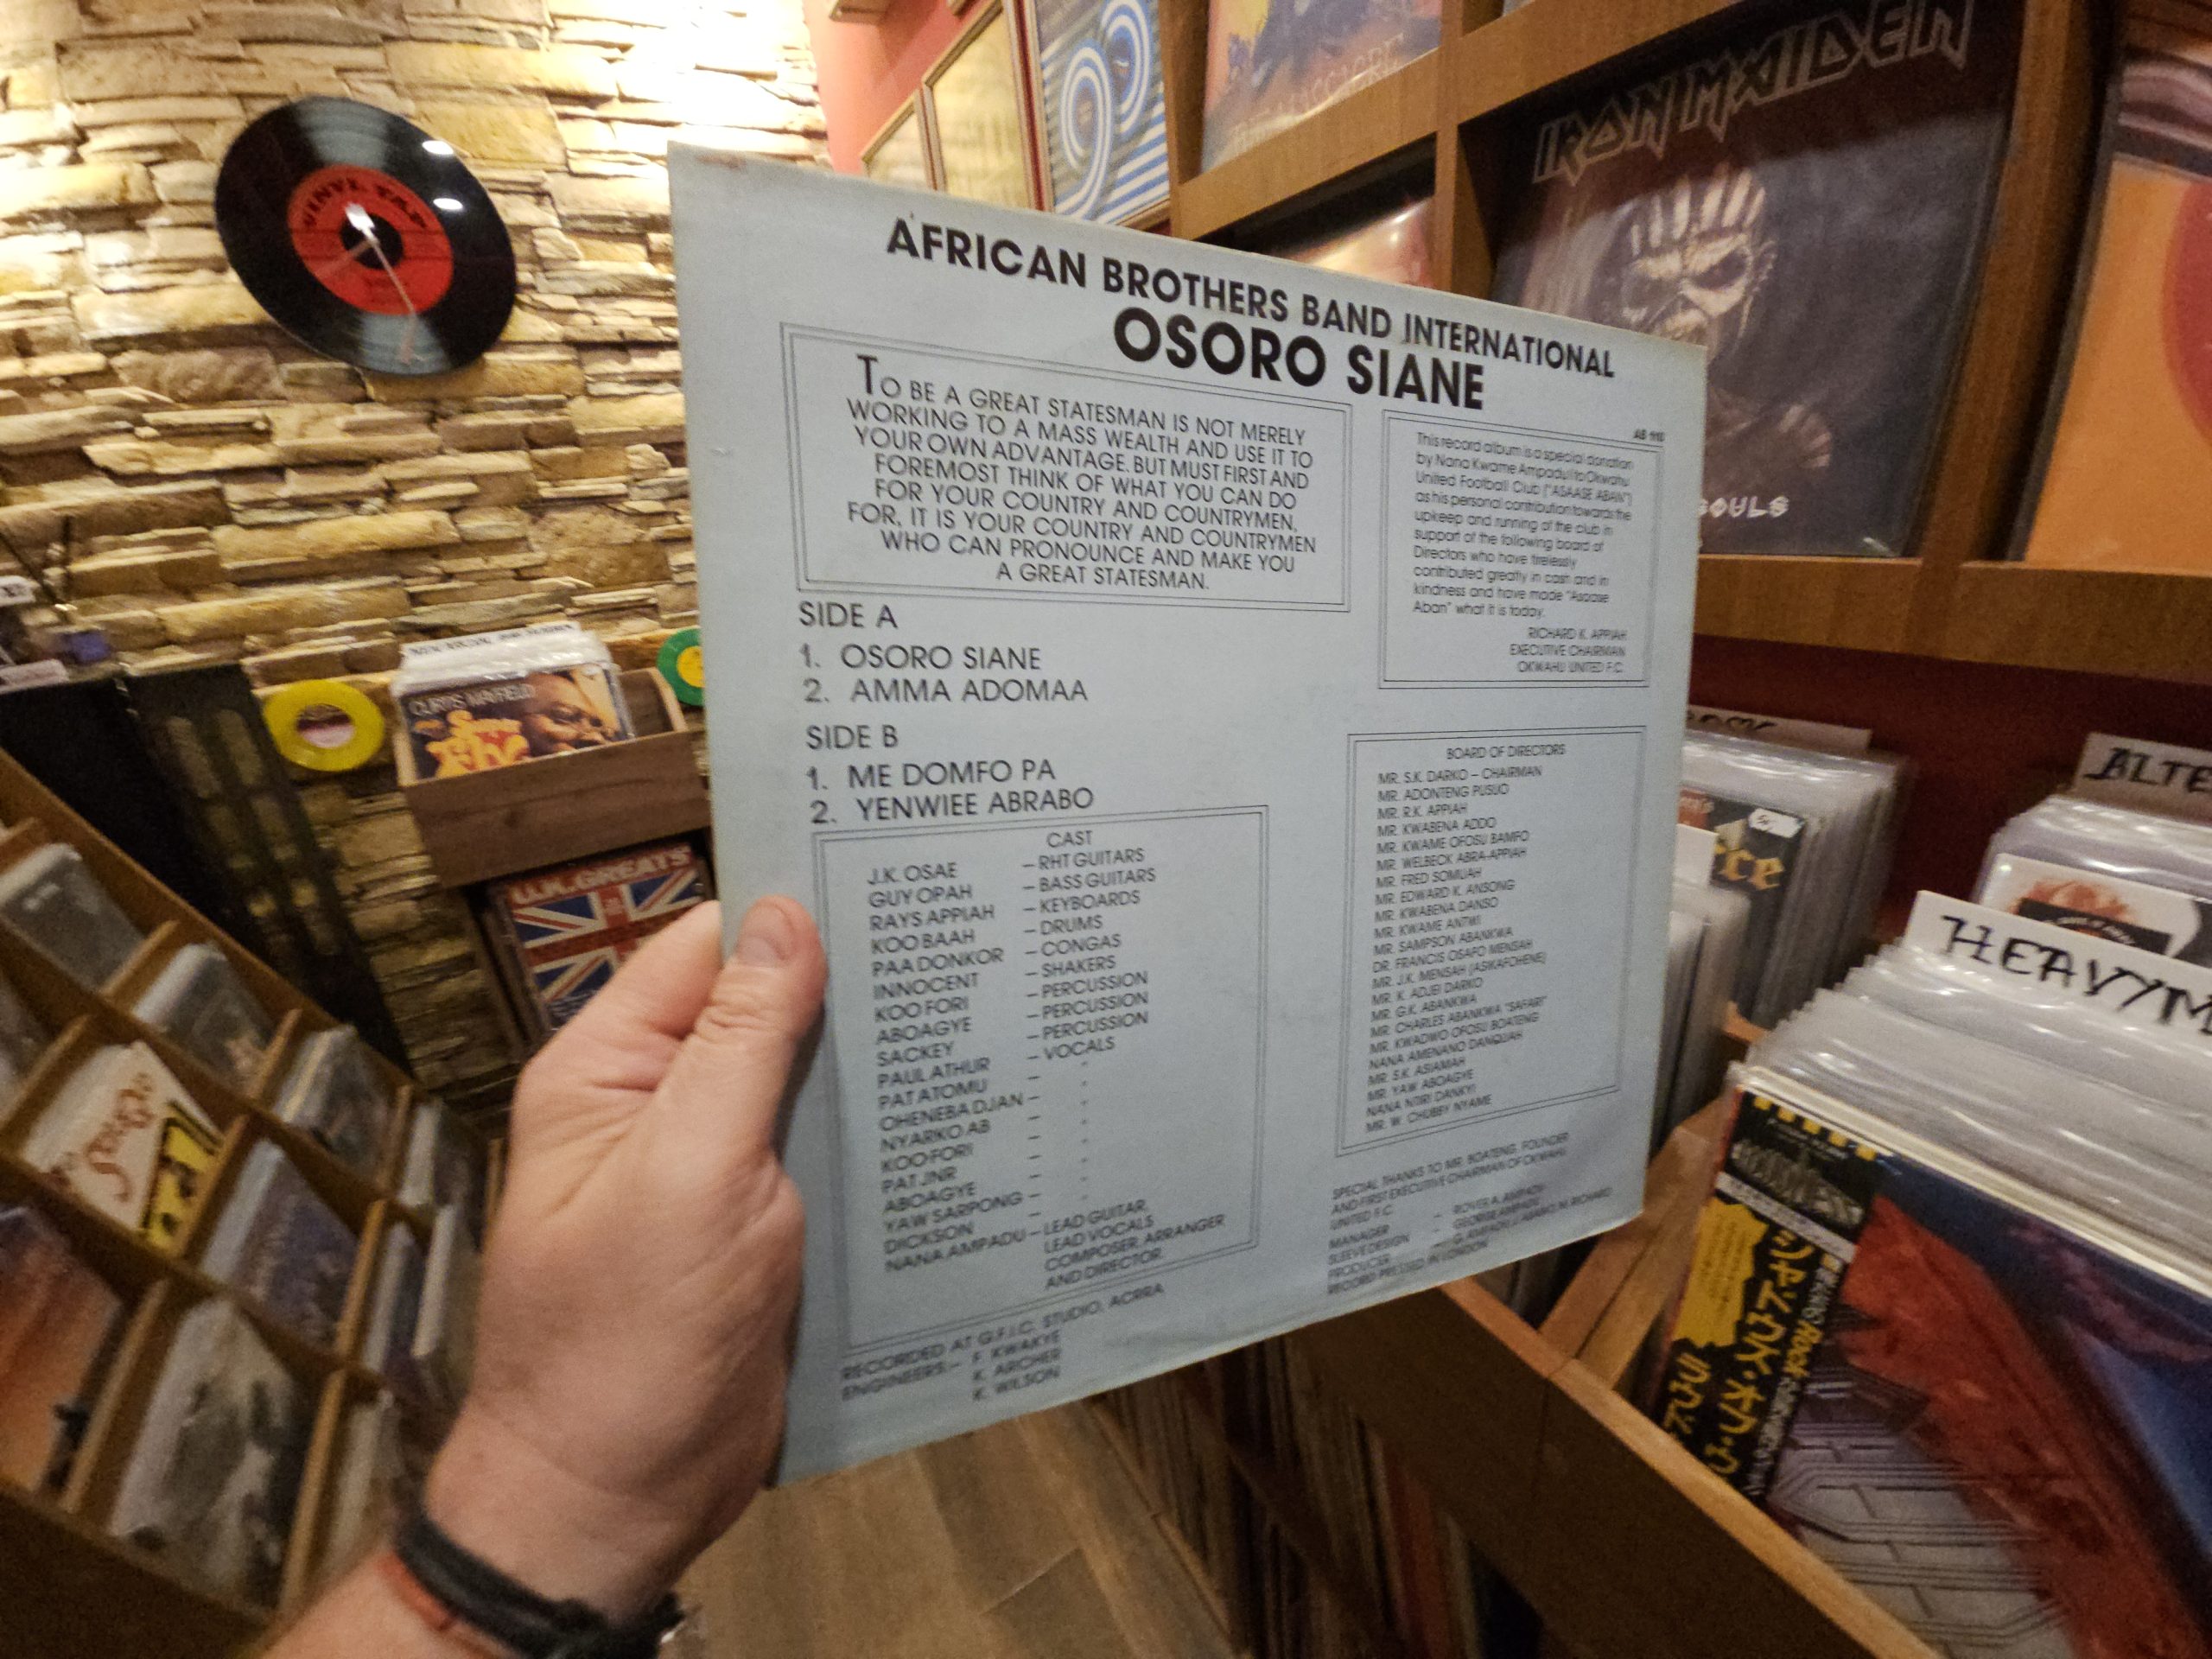 VINYL TAP
IRON MAIDEN
SOULS
AFRICAN BROTHERS BAND INTERNATIONAL
OSORO SIANE
TO BE A GREAT STATESMAN IS NOT MERELY
WORKING TO A MASS WEALTH AND USE IT TO
YOUR OWN ADVANTAGE. BUT MUST FIRST AND
FOREMOST THINK OF WHAT YOU CAN DO
FOR YOUR COUNTRY AND COUNTRYMEN.
FOR, IT IS YOUR COUNTRY AND COUNTRYMEN
WHO CAN PRONOUNCE AND MAKE YOU
A GREAT STATESMAN.
AB 110
This record album is a special donation
by Nana Kwame Ampadu I to Okwahu
United Football Club ("ASAASE ABAN")
as his personal contribution towards the
upkeep and running of the club in
support of the following board of
Directors who have tirelessly
contributed greatly in cash and in
kindness and have made "Asaase
Aban" what it is today.
RICHARD K. APPIAH
EXECUTIVE CHAIRMAN
OKWAHU UNITED F.C.
SIDE A
1. OSORO SIANE
2. AMMA ADOMAA
SIDE B
1. ME DOMFO PA
2. YENWIEE ABRABO
CAST
J.K. OSAE – RHT GUITARS
GUY OPAH – BASS GUITARS
RAYS APPIAH – KEYBOARDS
KOO BAAH – DRUMS
PAA DONKOR – CONGAS
INNOCENT – SHAKERS
KOO FORI – PERCUSSION
ABOAGYE – PERCUSSION
SACKEY – PERCUSSION
PAUL ATHUR – VOCALS
PAT ATOMU – "
OHENEBA DJAN – "
NYARKO AB – "
KOO FORI – "
PAT JNR – "
ABOAGYE – "
YAW SARPONG – "
DICKSON – "
NANA AMPADU – LEAD GUITAR,
LEAD VOCALS
COMPOSER, ARRANGER
AND DIRECTOR.
RECORDED AT G.F.I.C. STUDIO, ACRRA
ENGINEERS:– F. KWAKYE
K. ARCHER
K. WILSON
BOARD OF DIRECTORS
MR. S.K. DARKO – CHAIRMAN
MR. ADONTENG PUSUO
MR. R.K. APPIAH
MR. KWABENA ADDO
MR. KWAME OFOSU BAMFO
MR. WELBECK ABRA-APPIAH
MR. FRED SOMUAH
MR. EDWARD K. ANSONG
MR. KWABENA DANSO
MR. KWAME ANTWI
MR. SAMPSON ABANKWA
DR. FRANCIS OSAFO MENSAH
MR. J.K. MENSAH (ASIKAFOHENE)
MR. K. ADJEI DARKO
MR. G.K. ABANKWA
MR. CHARLES ABANKWA "SAFARI"
MR. KWADWO OFOSU BOATENG
NANA AMENANO DANQUAH
MR. S.K. ASIAMAH
MR. YAW ABOAGYE
NANA NTIRI DANKYI
MR. W. CHUBBY NYAME
SPECIAL THANKS TO MR. BOATENG, FOUNDER
AND FIRST EXECUTIVE CHAIRMAN OF OKWAHU
UNITED F.C.
MANAGER – ROVER A. AMPADU
SLEEVE DESIGN – GEORGE AMPADU
PRODUCER – G. AMPADU, J. ABABIO, M. RICHARD
RECORD PRESSED IN LONDON
CURTIS MAYFIELD
U.K. GREATS
ALTE
HEAVY M